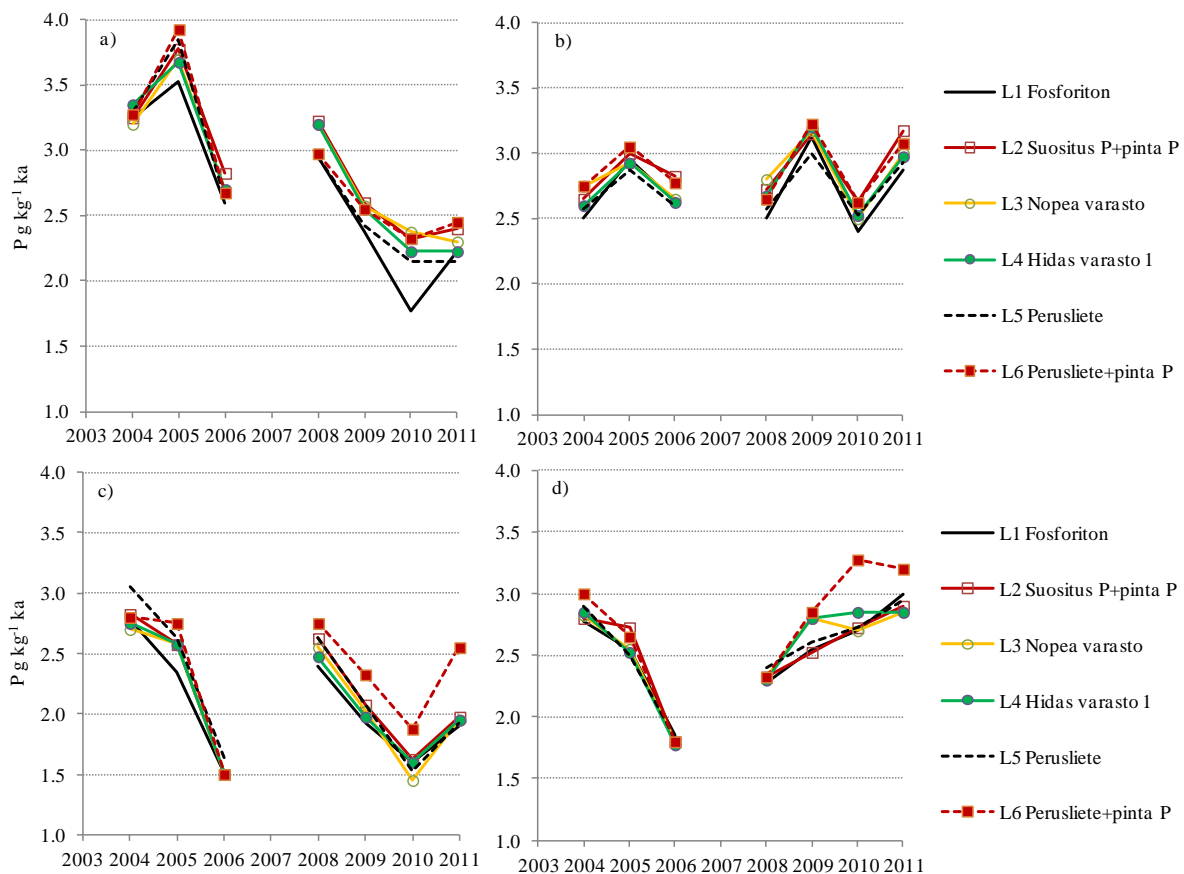 a)
P g kg-1 ka
4.0
3.5
3.0
2.5
2.0
1.5
1.0
2003 2004 2005 2006 2007 2008 2009 2010 2011
b)
4.0
3.5
3.0
2.5
2.0
1.5
1.0
2003 2004 2005 2006 2007 2008 2009 2010 2011
L1 Fosforiton
L2 Suositus P+pinta P
L3 Nopea varasto
L4 Hidas varasto 1
L5 Perusliete
L6 Perusliete+pinta P
c)
P g kg-1 ka
4.0
3.5
3.0
2.5
2.0
1.5
1.0
2003 2004 2005 2006 2007 2008 2009 2010 2011
d)
4.0
3.5
3.0
2.5
2.0
1.5
1.0
2003 2004 2005 2006 2007 2008 2009 2010 2011
L1 Fosforiton
L2 Suositus P+pinta P
L3 Nopea varasto
L4 Hidas varasto 1
L5 Perusliete
L6 Perusliete+pinta P